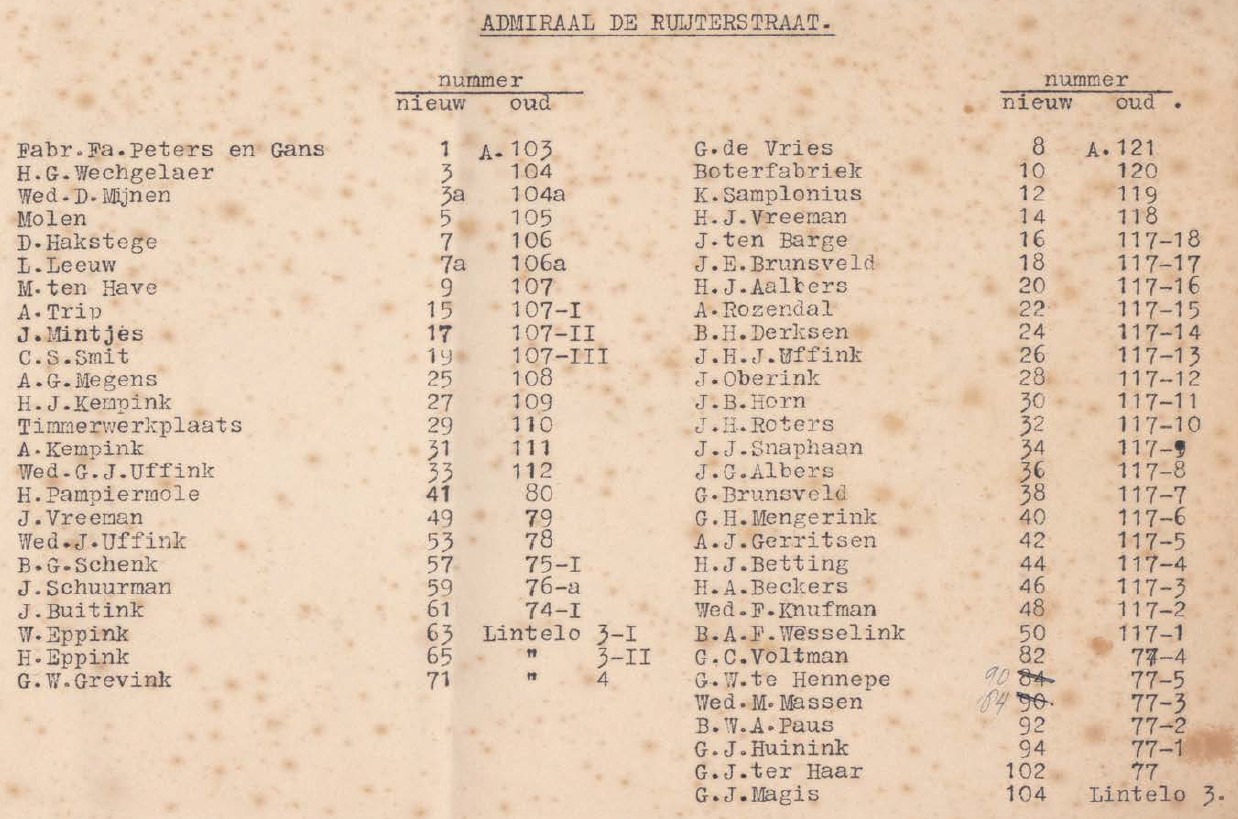 ADMIRAAL DE RUIJTERSTRAAT.
nummer
nieuw oud
Fabr.Fa.Peters en Gans 1 A.103
H.G.Wechgelaer 3 104
Wed.D.Mijnen 3a 104a
Molen 5 105
D.Hakstege 7 106
L.Leeuw 7a 106a
M.ten Have 9 107
A.Trip 15 107-I
J.Mintjes 17 107-II
C.S.Smit 19 107-III
A.G.Megens 25 108
H.J.Kempink 27 109
Timmerwerkplaats 29 110
A.Kempink 31 111
Wed.G.J.Uffink 33 112
H.Pampiermole 41 80
J.Vreeman 49 79
Wed.J.Uffink 53 78
B.G.Schenk 57 75-I
J.Schuurman 59 76-a
J.Buitink 61 74-I
W.Eppink 63 Lintelo 3-I
H.Eppink 65 " 3-II
G.W.Grevink 71 " 4
nummer
nieuw oud.
G.de Vries 8 A.121
Boterfabriek 10 120
K.Samplonius 12 119
H.J.Vreeman 14 118
J.ten Barge 16 117-18
J.E.Brunsveld 18 117-17
H.J.Aalbers 20 117-16
A.Rozendal 22 117-15
B.H.Derksen 24 117-14
J.H.J.Uffink 26 117-13
J.Oberink 28 117-12
J.B.Horn 30 117-11
J.H.Roters 32 117-10
J.J.Snaphaan 34 117-9
J.G.Albers 36 117-8
G.Brunsveld 38 117-7
G.H.Mengerink 40 117-6
A.J.Gerritsen 42 117-5
H.J.Betting 44 117-4
H.A.Beckers 46 117-3
Wed.F.Knufman 48 117-2
B.A.F.Wesselink 50 117-1
G.C.Voltman 82 77-4
G.W.te Hennepe 90 84 77-5
Wed.M.Massen 84 90 77-3
B.W.A.Paus 92 77-2
G.J.Huinink 94 77-1
G.J.ter Haar 102 77
G.J.Magis 104 Lintelo 3.